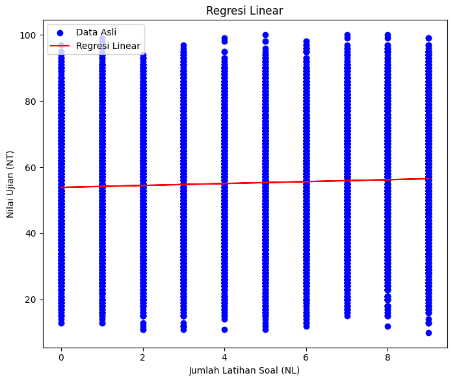 Regresi Linear
Data Asli
Regresi Linear
Nilai Ujian (NT)
100
80
60
40
20
0
2
4
6
8
Jumlah Latihan Soal (NL)